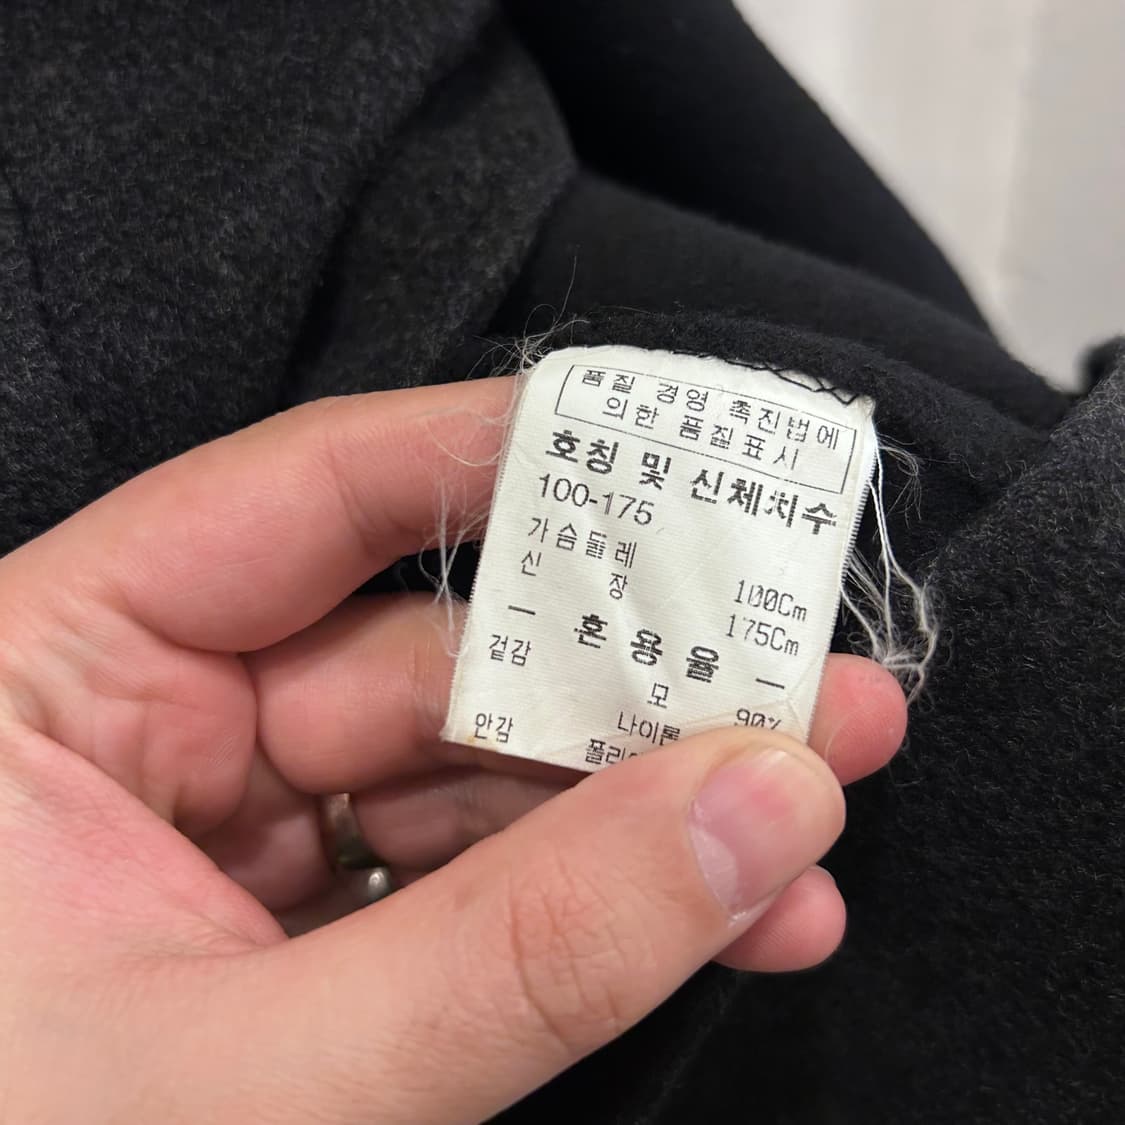 품질 경영 촉진법에
의한 품질표시
호칭 및 신체치수
100-175
가슴둘레 100Cm
신 장 175Cm
― 혼 용 율 ―
겉감 모 90%
나이론
안감